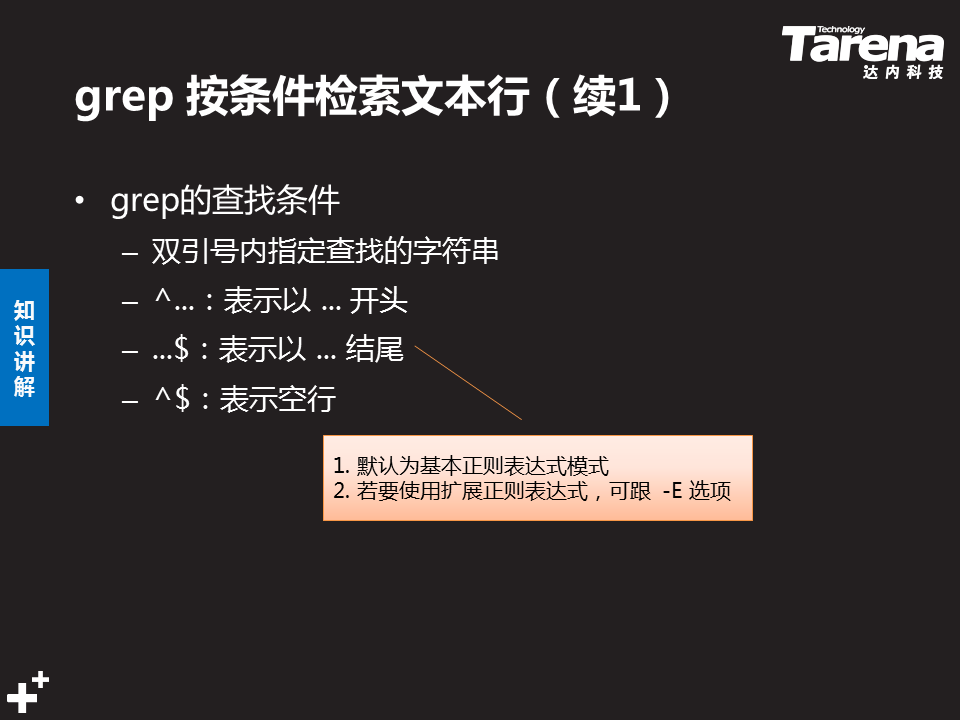 Technology
Tarena
达内科技
grep 按条件检索文本行（续1）
• grep的查找条件
– 双引号内指定查找的字符串
– ^...：表示以 ... 开头
– ...$：表示以 ... 结尾
– ^$：表示空行
知
识
讲
解
1. 默认为基本正则表达式模式
2. 若要使用扩展正则表达式，可跟 -E 选项